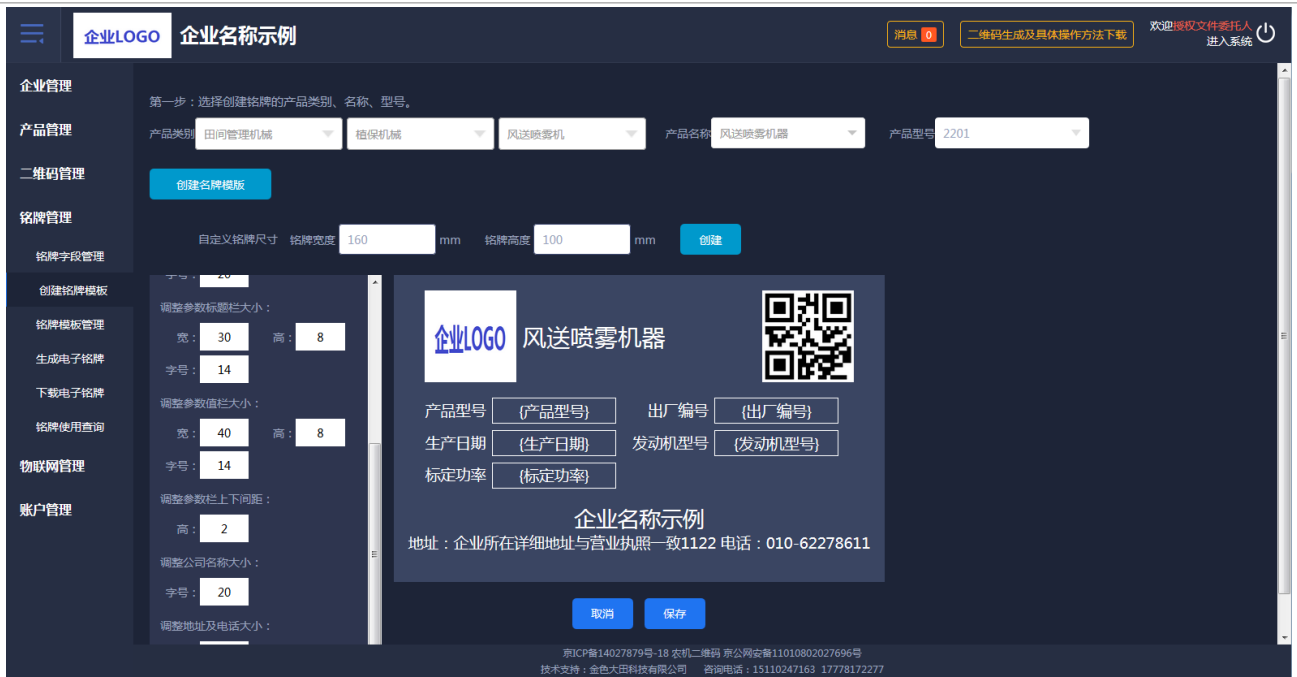 企业LOGO 企业名称示例 消息 0 二维码生成及具体操作方法下载 欢迎授权文件委托人
进入系统
企业管理
产品管理
二维码管理
铭牌管理
铭牌字段管理
创建铭牌模板
铭牌模板管理
生成电子铭牌
下载电子铭牌
铭牌使用查询
物联网管理
账户管理
第一步：选择创建铭牌的产品类别、名称、型号。
产品类别 田间管理机械 植保机械 风送喷雾机 产品名称 风送喷雾机器 产品型号 2201
创建名牌模版
自定义铭牌尺寸 铭牌宽度 160 mm 铭牌高度 100 mm 创建
字号： 20
调整参数标题栏大小：
宽： 30 高： 8
字号： 14
调整参数值栏大小：
宽： 40 高： 8
字号： 14
调整参数栏上下间距：
高： 2
调整公司名称大小：
字号： 20
调整地址及电话大小：
企业LOGO 风送喷雾机器
产品型号 {产品型号} 出厂编号 {出厂编号}
生产日期 {生产日期} 发动机型号 {发动机型号}
标定功率 {标定功率}
企业名称示例
地址：企业所在详细地址与营业执照一致1122 电话：010-62278611
取消 保存
京ICP备14027879号-18 农机二维码 京公网安备11010802027696号
技术支持：金色大田科技有限公司 咨询电话：15110247163 17778172277